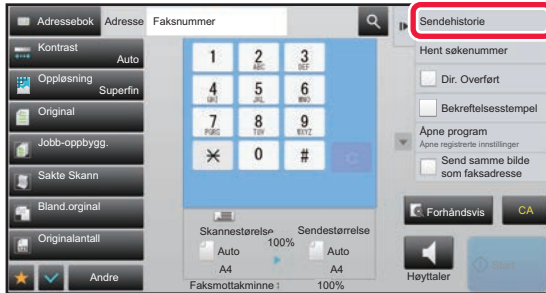 Adressebok
Adresse
Faksnummer
Sendehistorie
Kontrast
Auto
Oppløsning
Superfin
Original
Jobb-oppbygg.
Sakte Skann
Bland.orginal
Originalantall
Andre
1
2
ABC
3
DEF
4
GHI
5
JKL
6
MNO
7
PQRS
8
TUV
9
WXYZ
0
#
C
Skannestørelse
Sendestørrelse
100%
Auto
Auto
A4
A4
Faksmottakminne :
100%
Hent søkenummer
Dir. Overført
Bekreftelsesstempel
Åpne program
Åpne registrerte innstillinger
Send samme bilde
som faksadresse
Forhåndsvis
CA
Høyttaler
Start